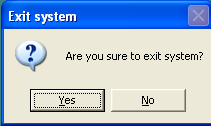 Exit system
Are you sure to exit system?
Yes
No